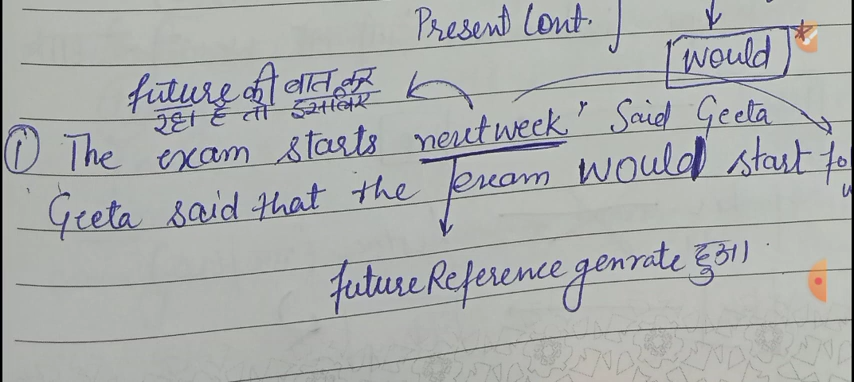 Present Cont.
would *
future की बात कर
रहा है तो इसलिए
① The exam starts next week" Said Geeta
Geeta said that the exam would start fo
future Reference genrate हुआ।